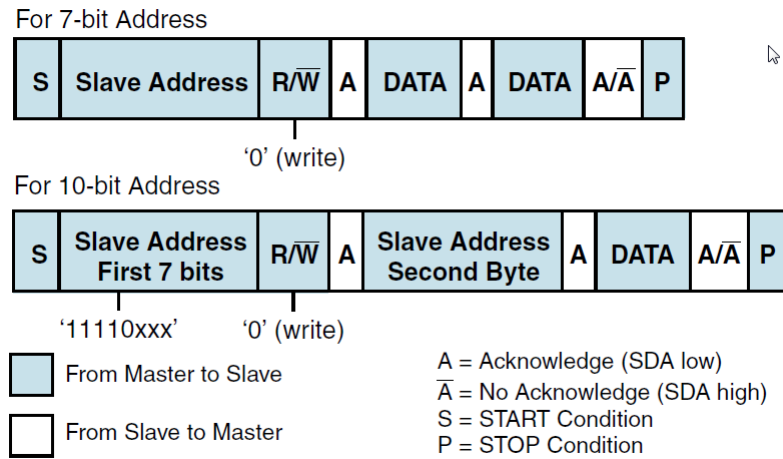 For 7-bit Address
S Slave Address R/W̅ A DATA A DATA A/A̅ P
‘0’ (write)
For 10-bit Address
S Slave Address First 7 bits R/W̅ A Slave Address Second Byte A DATA A/A̅ P
‘11110xxx’ ‘0’ (write)
From Master to Slave
From Slave to Master
A = Acknowledge (SDA low)
A̅ = No Acknowledge (SDA high)
S = START Condition
P = STOP Condition